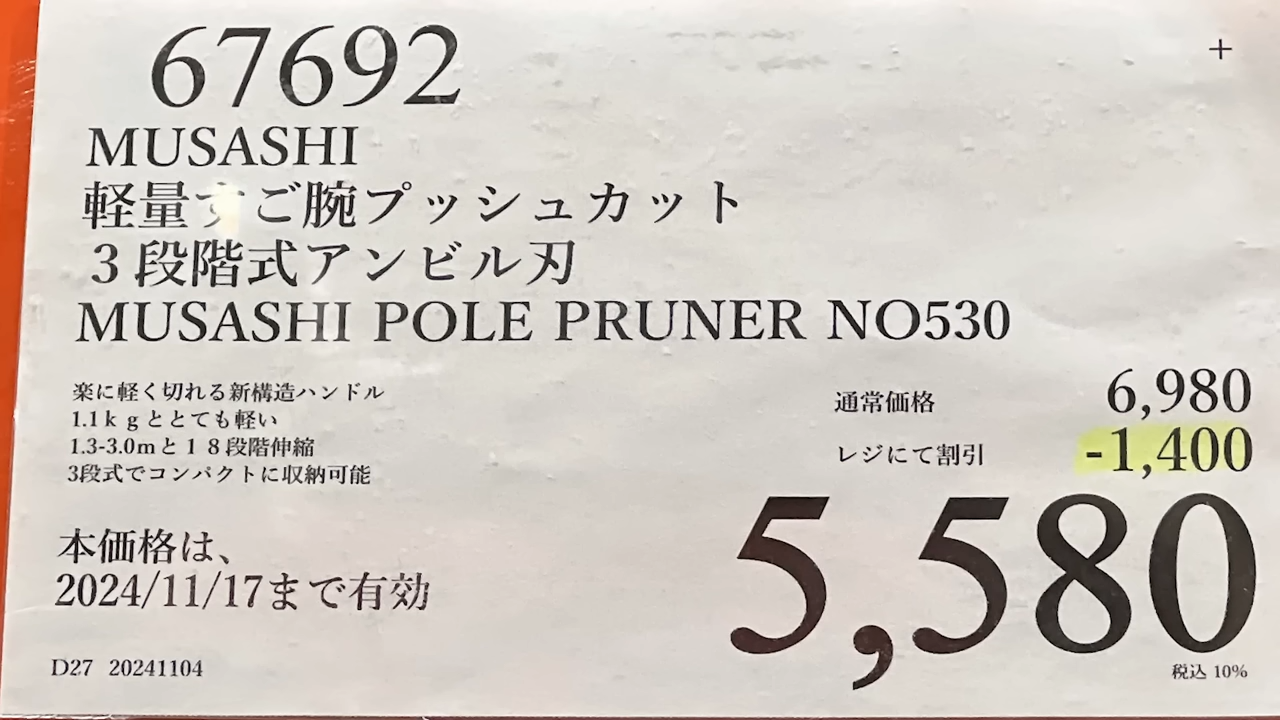 67692
+
MUSASHI
軽量すご腕プッシュカット
３段階式アンビル刃
MUSASHI POLE PRUNER NO530
楽に軽く切れる新構造ハンドル
1.1ｋｇととても軽い
1.3-3.0mと１８段階伸縮
3段式でコンパクトに収納可能
通常価格 6,980
レジにて割引 -1,400
5,580
本価格は、
2024/11/17まで有効
D27 20241104
税込 10%